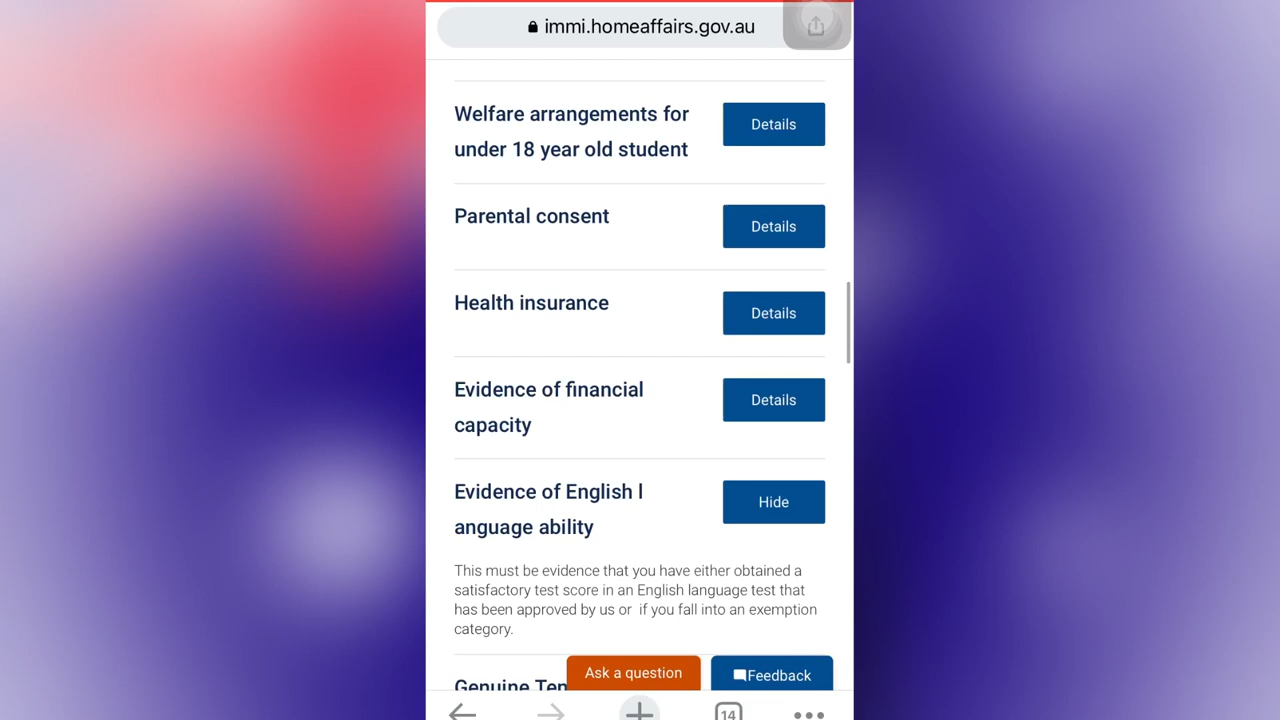 immi.homeaffairs.gov.au
Welfare arrangements for
under 18 year old student
Details
Parental consent
Details
Health insurance
Details
Evidence of financial
capacity
Details
Evidence of English l
anguage ability
Hide
This must be evidence that you have either obtained a
satisfactory test score in an English language test that
has been approved by us or if you fall into an exemption
category.
Genuine Ten
Ask a question
Feedback
14